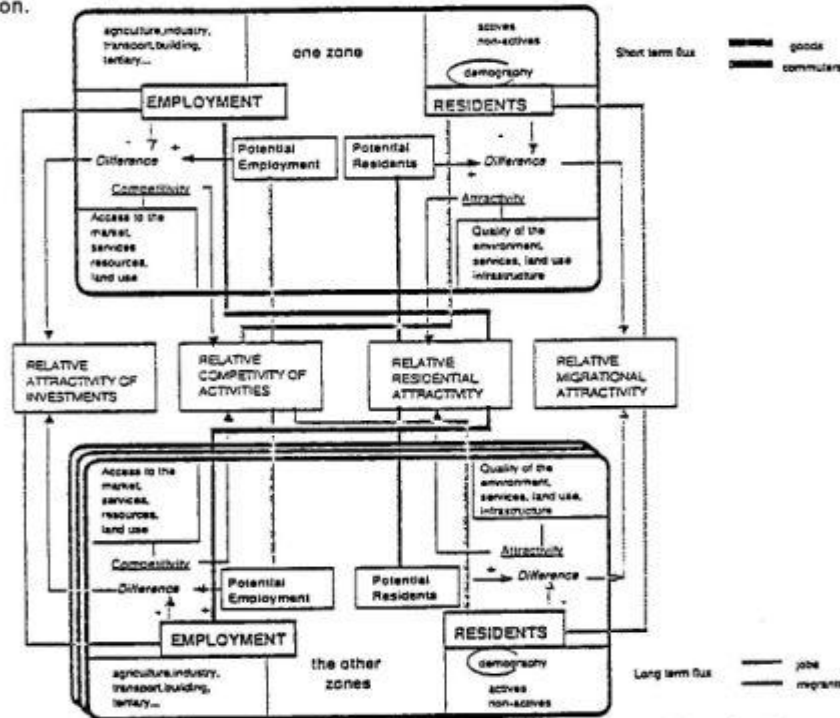 on.
agriculture,industry,
transport,building,
tertiary...
one zone
actives
non-actives
demography
Short term flux
goods
commuters
EMPLOYMENT
RESIDENTS
- +
Difference
Potential
Employment
Potential
Residents
-
+
Difference
Competitivity
Attractivity
Access to the
market,
services
resources,
land use
Quality of the
environment,
services, land use
infrastructure
RELATIVE
ATTRACTIVITY OF
INVESTMENTS
RELATIVE
COMPETIVITY OF
ACTIVITIES
RELATIVE
RESIDENTIAL
ATTRACTIVITY
RELATIVE
MIGRATIONAL
ATTRACTIVITY
Access to the
market,
services,
resources,
land use
Quality of the
environment,
services, land use,
infrastructure
Competitivity
Attractivity
Difference
Potential
Employment
Potential
Residents
+
Difference
- +
-
EMPLOYMENT
RESIDENTS
agriculture,industry,
transport,building,
tertiary...
the other
zones
demography
actives
non-actives
Long term flux
jobs
migrants